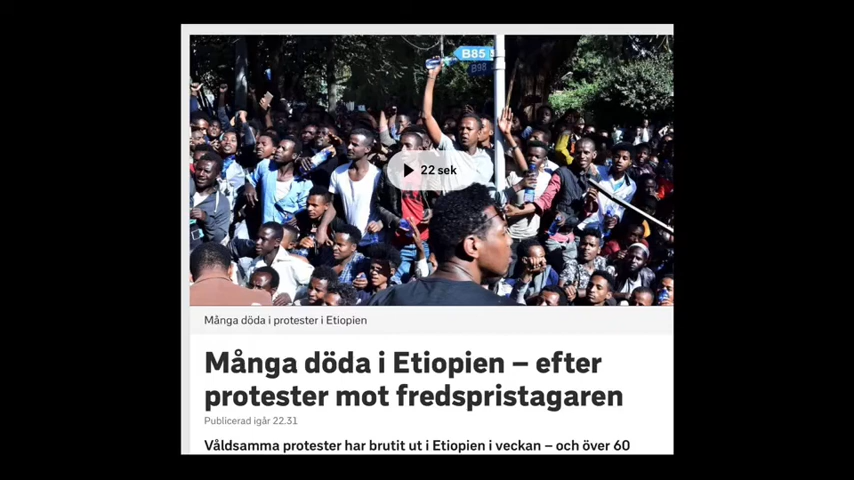 B85
B98
22 sek
Många döda i protester i Etiopien
Många döda i Etiopien – efter
protester mot fredspristagaren
Publicerad igår 22.31
Våldsamma protester har brutit ut i Etiopien i veckan – och över 60